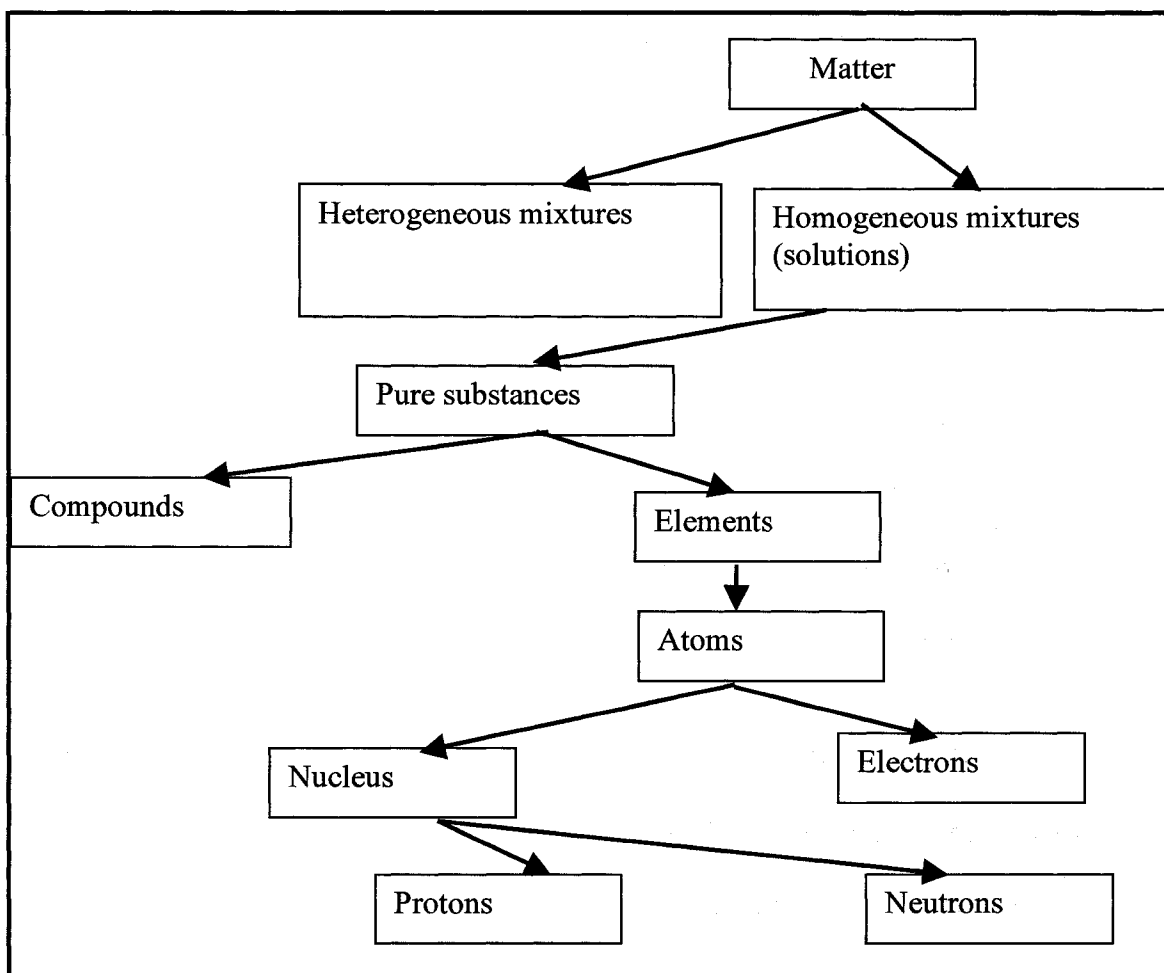 Matter
Heterogeneous mixtures
Homogeneous mixtures
(solutions)
Pure substances
Compounds
Elements
Atoms
Nucleus
Electrons
Protons
Neutrons